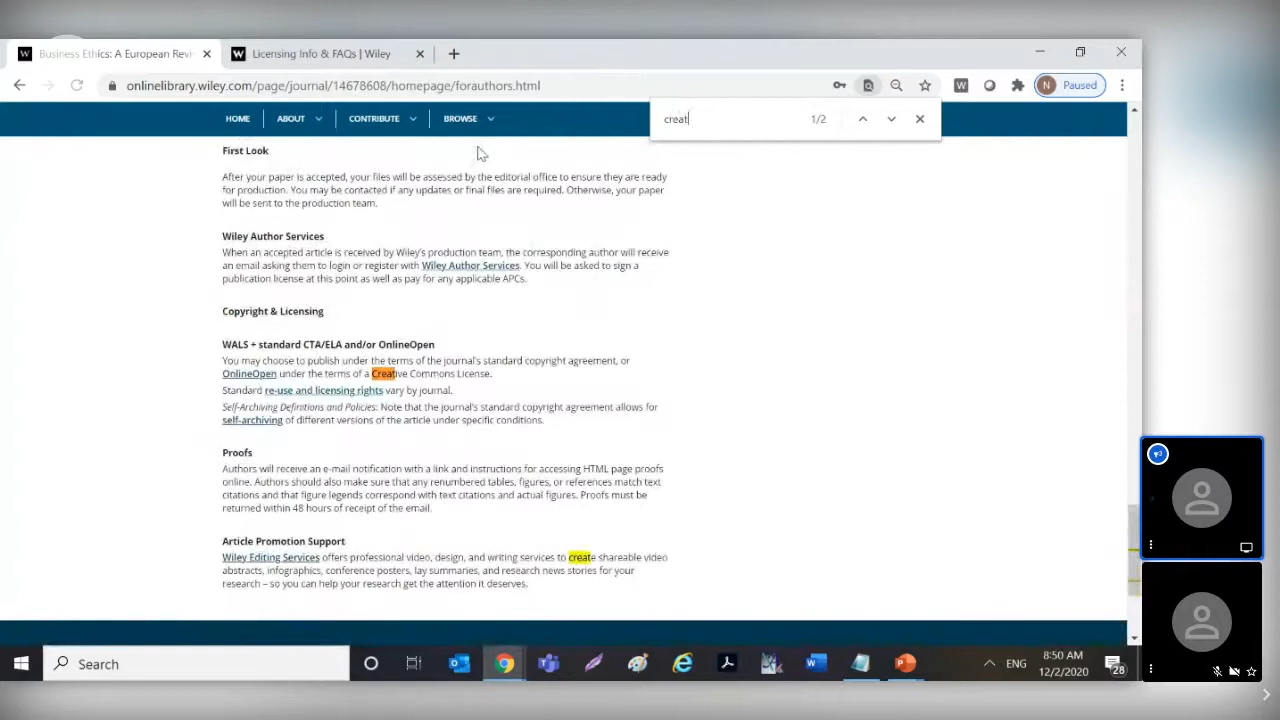 Business Ethics: A European Revi
Licensing Info & FAQs | Wiley
onlinelibrary.wiley.com/page/journal/14678608/homepage/forauthors.html
N Paused
HOME ABOUT CONTRIBUTE BROWSE
creat 1/2
First Look
After your paper is accepted, your files will be assessed by the editorial office to ensure they are ready
for production. You may be contacted if any updates or final files are required. Otherwise, your paper
will be sent to the production team.
Wiley Author Services
When an accepted article is received by Wiley's production team, the corresponding author will receive
an email asking them to login or register with Wiley Author Services. You will be asked to sign a
publication license at this point as well as pay for any applicable APCs.
Copyright & Licensing
WALS + standard CTA/ELA and/or OnlineOpen
You may choose to publish under the terms of the journal's standard copyright agreement, or
OnlineOpen under the terms of a Creative Commons License.
Standard re-use and licensing rights vary by journal.
Self-Archiving Definitions and Policies: Note that the journal's standard copyright agreement allows for
self-archiving of different versions of the article under specific conditions.
Proofs
Authors will receive an e-mail notification with a link and instructions for accessing HTML page proofs
online. Authors should also make sure that any renumbered tables, figures, or references match text
citations and that figure legends correspond with text citations and actual figures. Proofs must be
returned within 48 hours of receipt of the email.
Article Promotion Support
Wiley Editing Services offers professional video, design, and writing services to create shareable video
abstracts, infographics, conference posters, lay summaries, and research news stories for your
research – so you can help your research get the attention it deserves.
Search
ENG
8:50 AM
12/2/2020
28